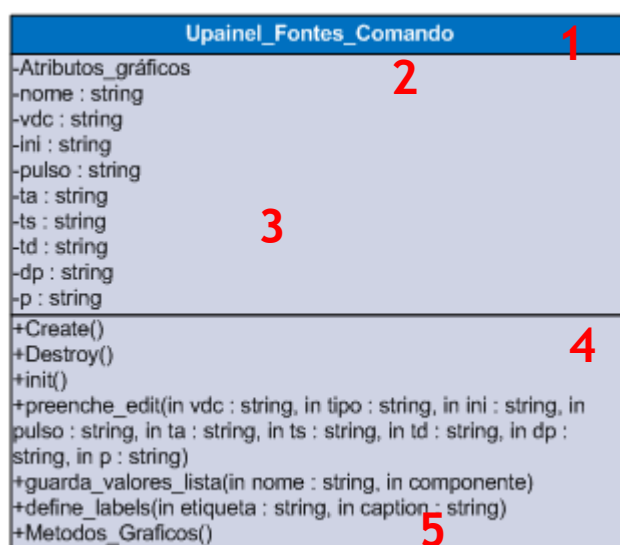 Upainel_Fontes_Comando 1
-Atributos_gráficos 2
-nome : string
-vdc : string
-ini : string
-pulso : string
-ta : string
-ts : string
-td : string 3
-dp : string
-p : string
+Create() 4
+Destroy()
+init()
+preenche_edit(in vdc : string, in tipo : string, in ini : string, in
pulso : string, in ta : string, in ts : string, in td : string, in dp :
string, in p : string)
+guarda_valores_lista(in nome : string, in componente)
+define_labels(in etiqueta : string, in caption : string)
+Metodos_Graficos() 5